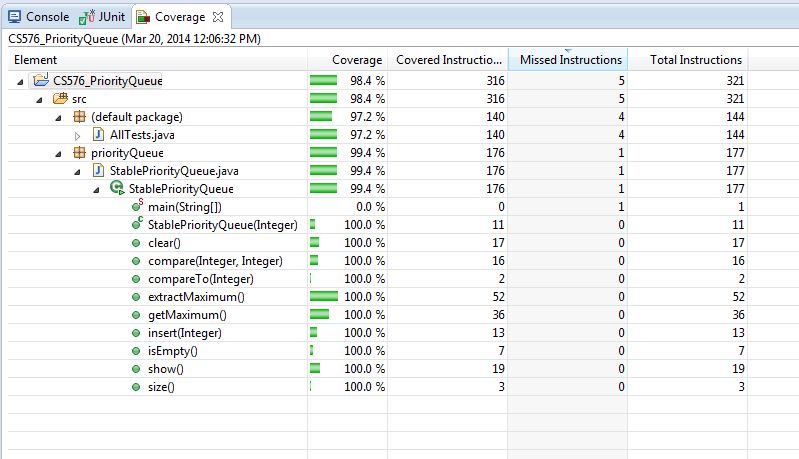 Console JUnit Coverage
CS576_PriorityQueue (Mar 20, 2014 12:06:32 PM)
Element Coverage Covered Instructio... Missed Instructions Total Instructions
CS576_PriorityQueue 98.4 % 316 5 321
src 98.4 % 316 5 321
(default package) 97.2 % 140 4 144
AllTests.java 97.2 % 140 4 144
priorityQueue 99.4 % 176 1 177
StablePriorityQueue.java 99.4 % 176 1 177
StablePriorityQueue 99.4 % 176 1 177
main(String[]) 0.0 % 0 1 1
StablePriorityQueue(Integer) 100.0 % 11 0 11
clear() 100.0 % 17 0 17
compare(Integer, Integer) 100.0 % 16 0 16
compareTo(Integer) 100.0 % 2 0 2
extractMaximum() 100.0 % 52 0 52
getMaximum() 100.0 % 36 0 36
insert(Integer) 100.0 % 13 0 13
isEmpty() 100.0 % 7 0 7
show() 100.0 % 19 0 19
size() 100.0 % 3 0 3